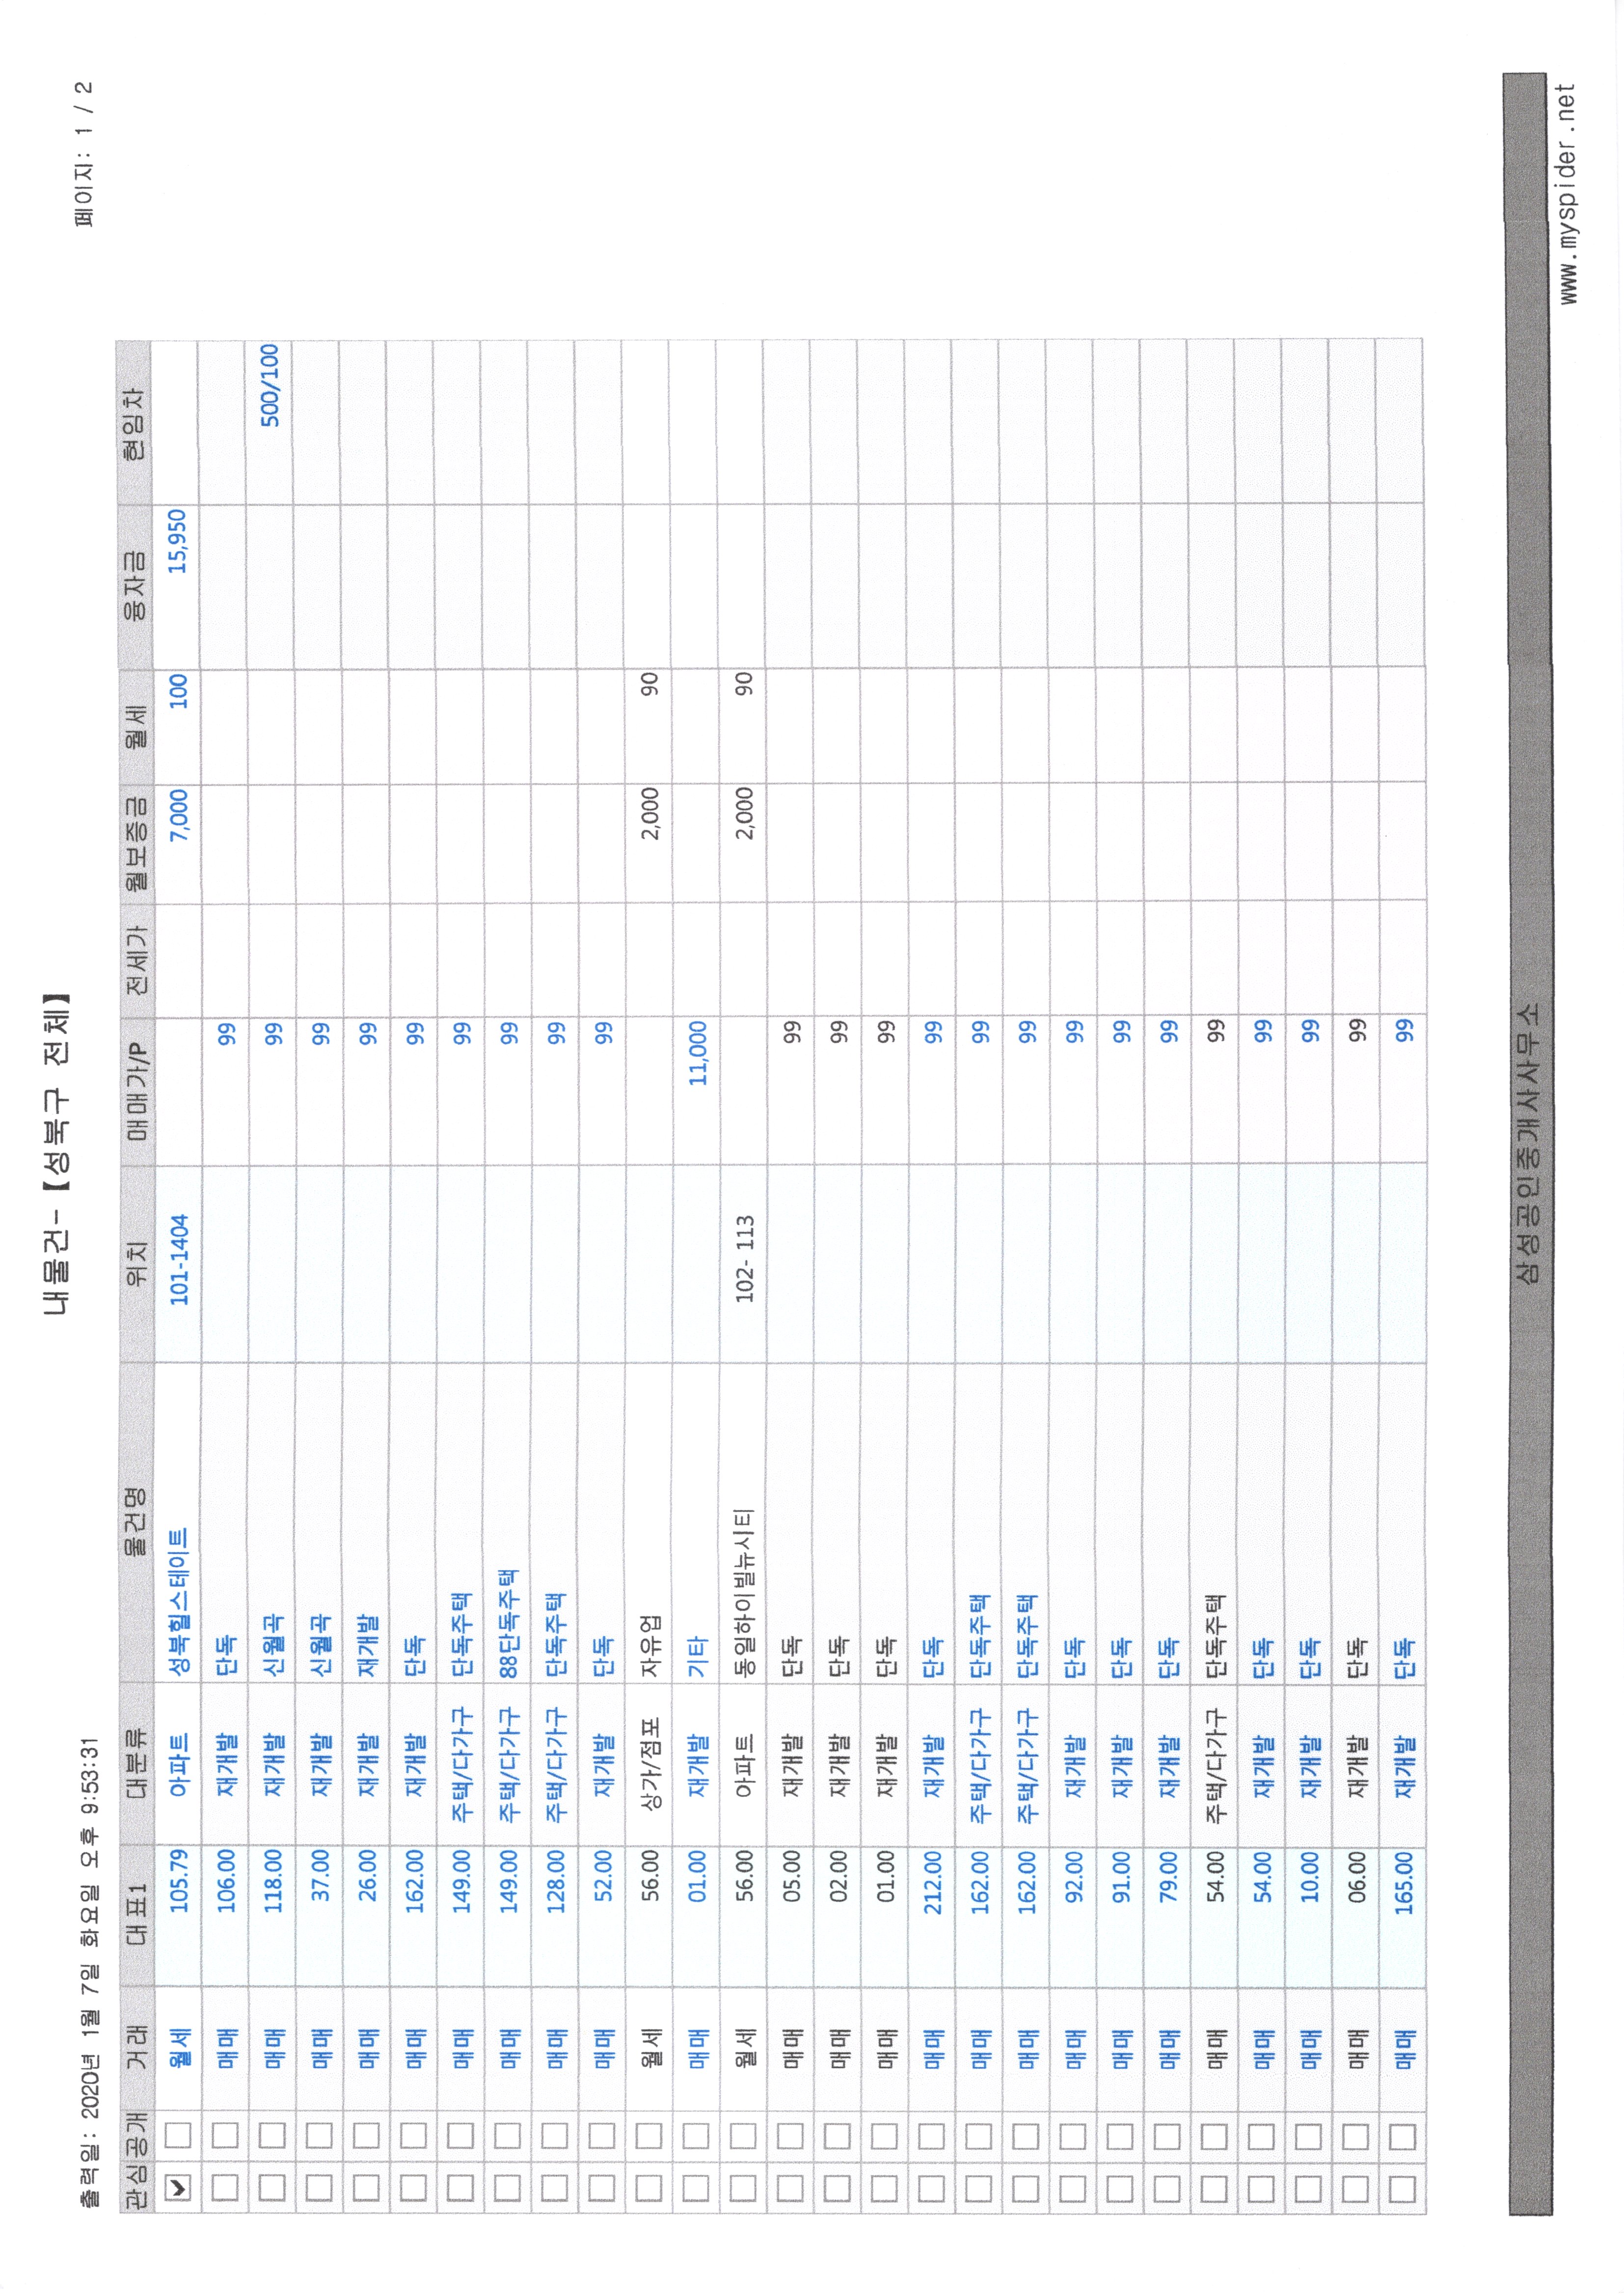 내물건-【성북구 전체】
출력일: 2020년 1월 7일 화요일 오후 9:53:31
페이지: 1 / 2
관심 공개 거래 대표1 대분류 물건명 위치 매매가/P 전세가 월보증금 월세 융자금 현임차
월세 105.79 아파트 성북힐스테이트 101-1404 7,000 100 15,950
매매 106.00 재개발 단독 99
매매 118.00 재개발 신월곡 99 500/100
매매 37.00 재개발 신월곡 99
매매 26.00 재개발 재개발 99
매매 162.00 재개발 단독 99
매매 149.00 주택/다가구 단독주택 99
매매 149.00 주택/다가구 88단독주택 99
매매 128.00 주택/다가구 단독주택 99
매매 52.00 재개발 단독 99
월세 56.00 상가/점포 자유업 2,000 90
매매 01.00 재개발 기타 11,000
월세 56.00 아파트 동일하이빌뉴시티 102- 113 2,000 90
매매 05.00 재개발 단독 99
매매 02.00 재개발 단독 99
매매 01.00 재개발 단독 99
매매 212.00 재개발 단독 99
매매 162.00 주택/다가구 단독주택 99
매매 162.00 주택/다가구 단독주택 99
매매 92.00 재개발 단독 99
매매 91.00 재개발 단독 99
매매 79.00 재개발 단독 99
매매 54.00 주택/다가구 단독주택 99
매매 54.00 재개발 단독 99
매매 10.00 재개발 단독 99
매매 06.00 재개발 단독 99
매매 165.00 재개발 단독 99
삼성공인중개사사무소
www.myspider.net